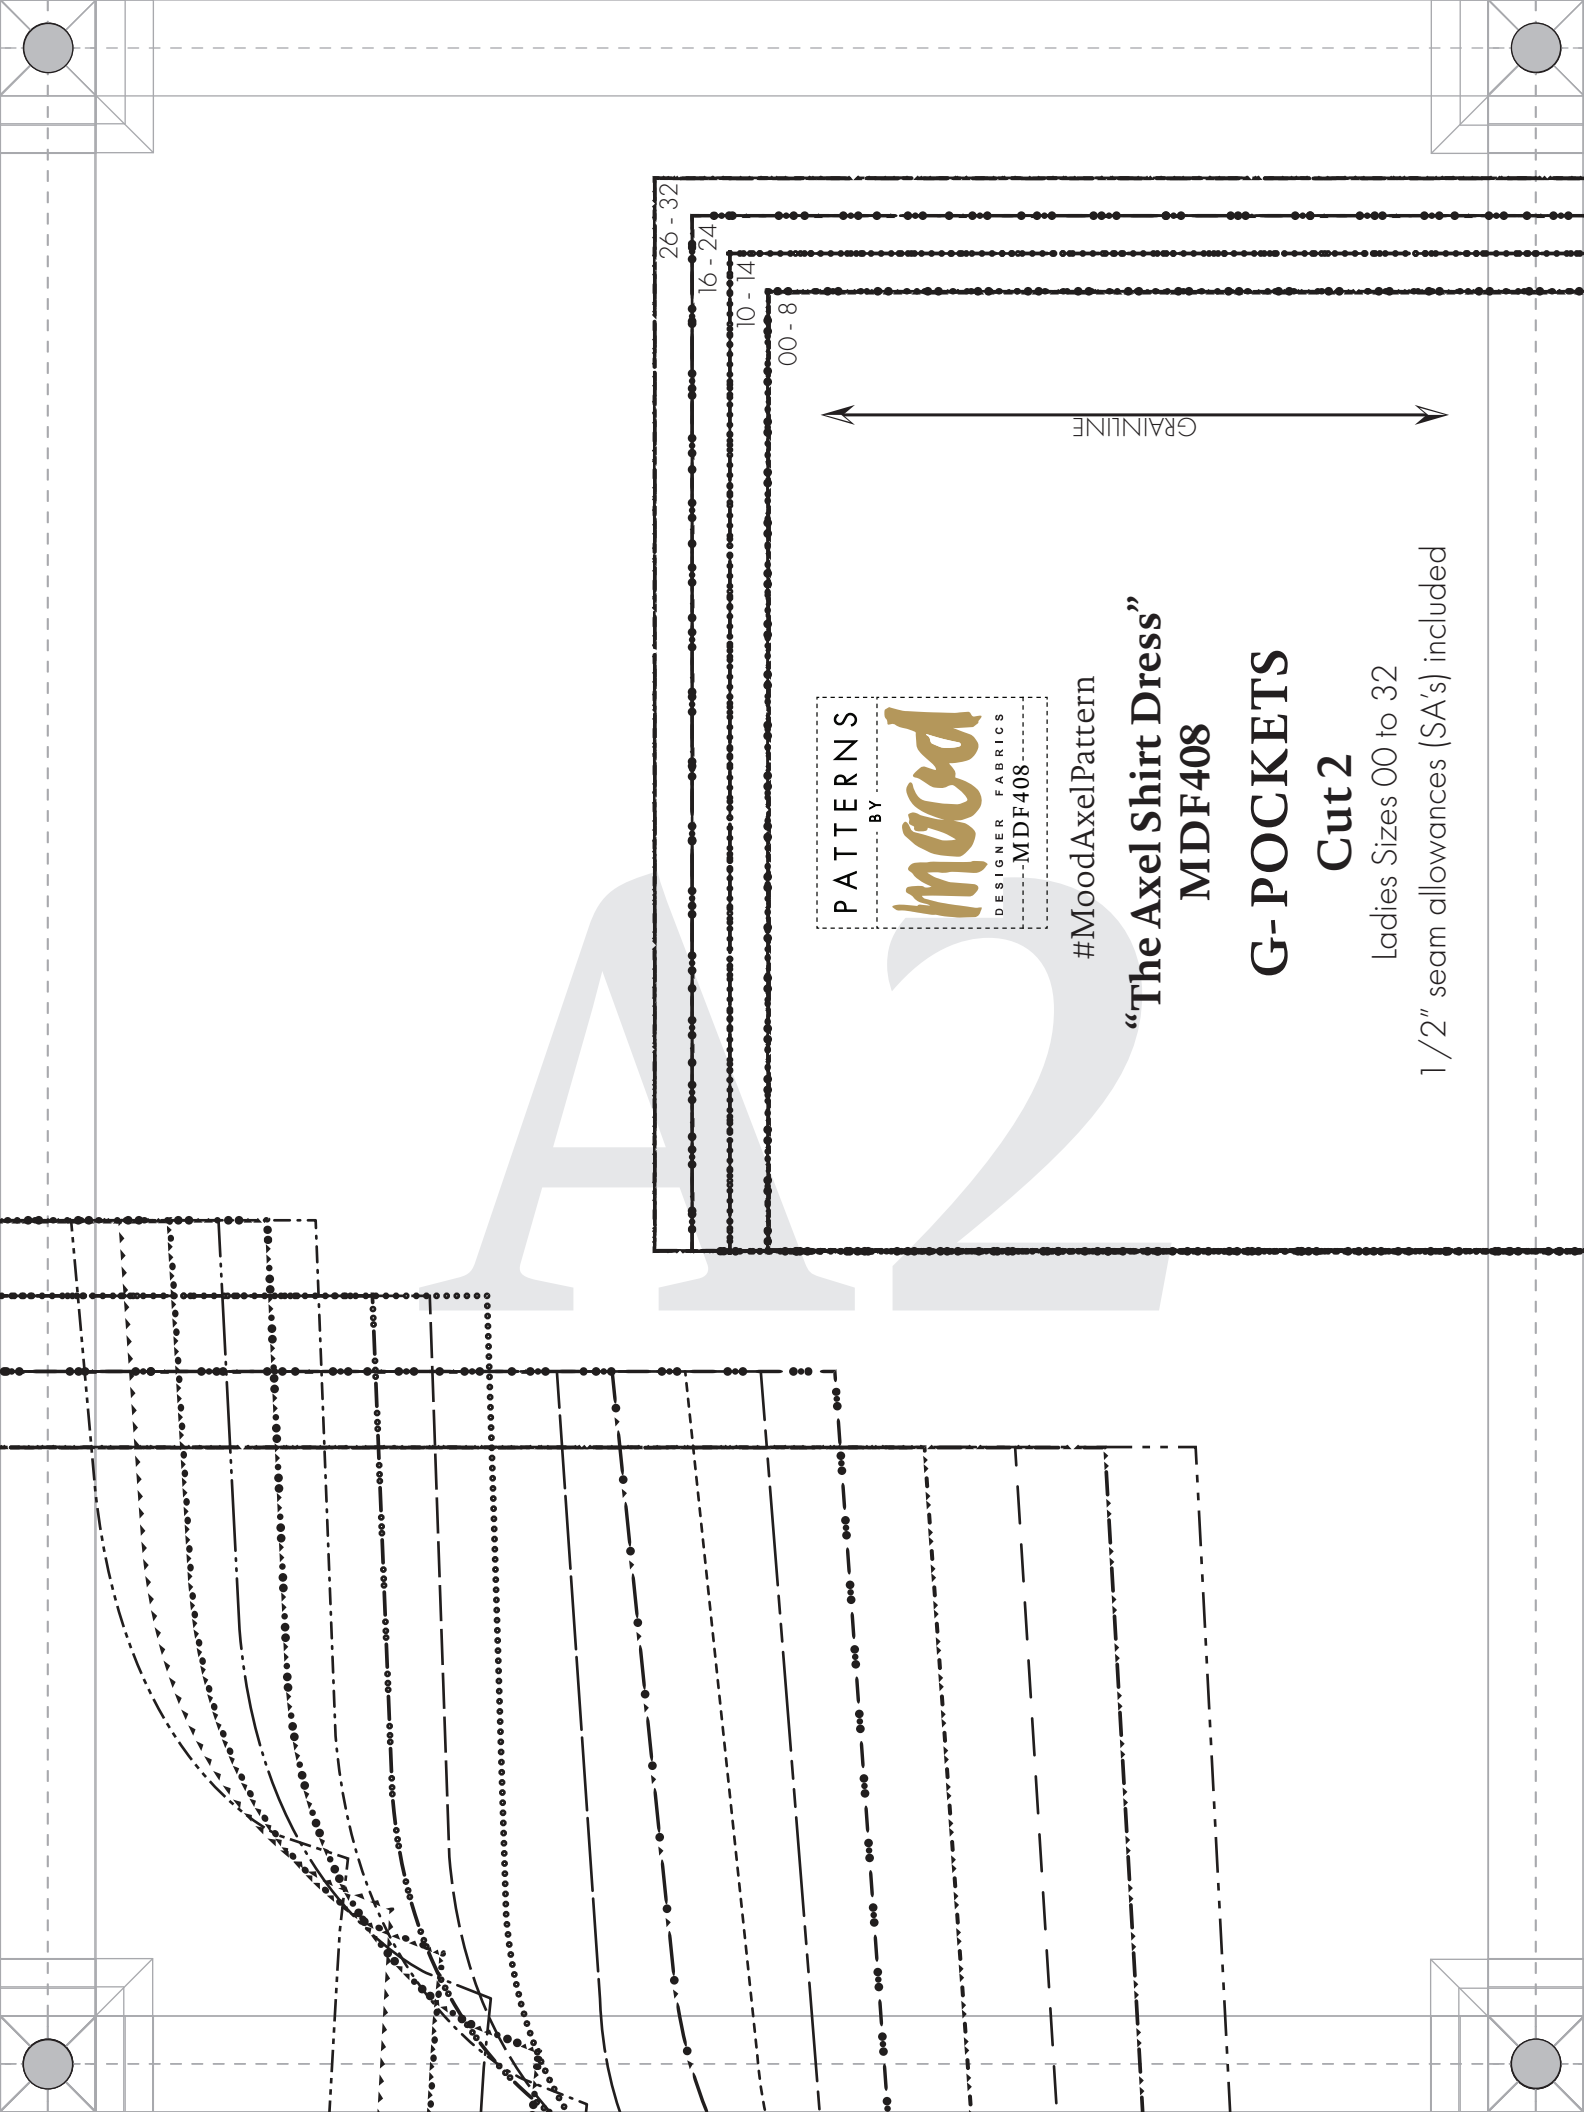 26 - 32
16 - 24
10 - 14
00 - 8
GRAINLINE
PATTERNS
BY
mood
DESIGNER FABRICS
MDF408
#MoodAxelPattern
“The Axel Shirt Dress”
MDF408
G- POCKETS
Cut 2
Ladies Sizes 00 to 32
1/2” seam allowances (SA’s) included
A2